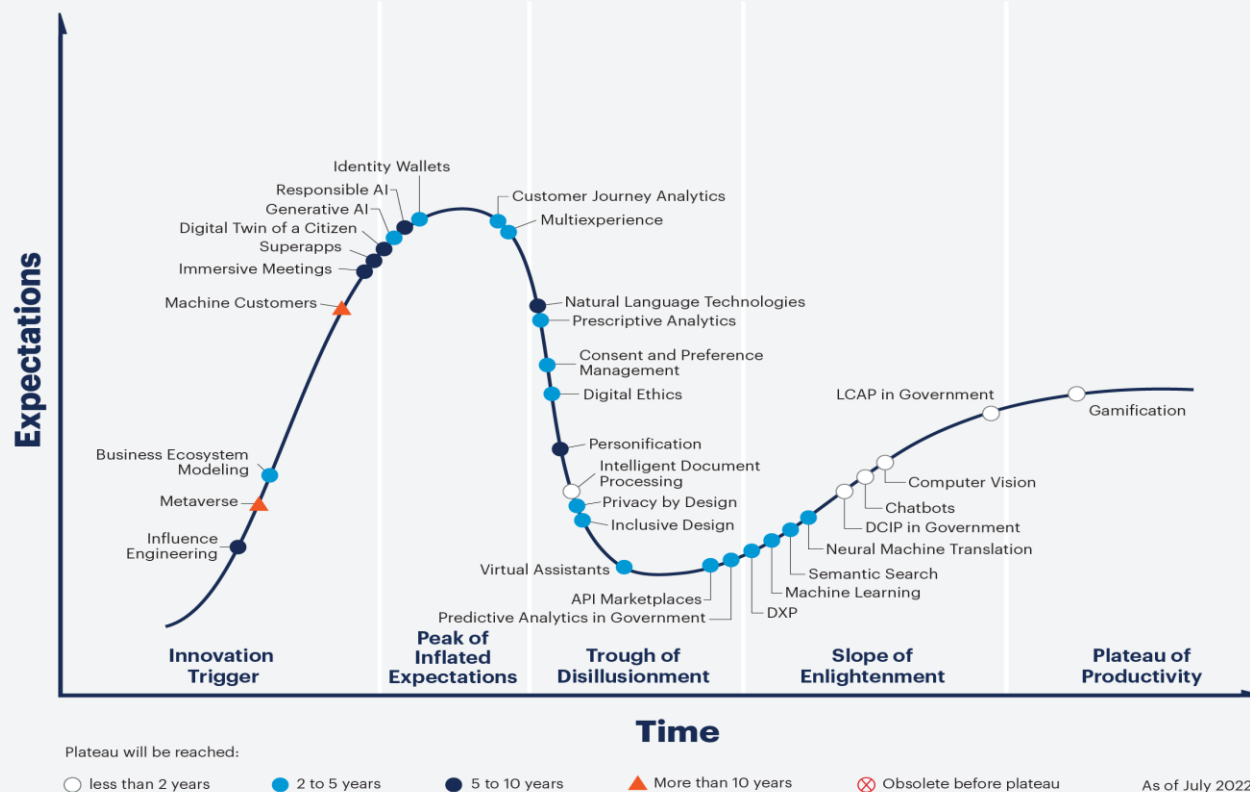 Identity Wallets
Responsible AI
Generative AI
Digital Twin of a Citizen
Superapps
Immersive Meetings
Machine Customers
Business Ecosystem
Modeling
Metaverse
Influence
Engineering
Customer Journey Analytics
Multiexperience
Natural Language Technologies
Prescriptive Analytics
Consent and Preference
Management
Digital Ethics
Personification
Intelligent Document
Processing
Privacy by Design
Inclusive Design
Virtual Assistants
API Marketplaces
Predictive Analytics in Government
DXP
Machine Learning
Semantic Search
Neural Machine Translation
DCIP in Government
Chatbots
Computer Vision
LCAP in Government
Gamification
Expectations
Innovation
Trigger
Peak of
Inflated
Expectations
Trough of
Disillusionment
Slope of
Enlightenment
Plateau of
Productivity
Time
Plateau will be reached:
less than 2 years
2 to 5 years
5 to 10 years
More than 10 years
Obsolete before plateau
As of July 2022